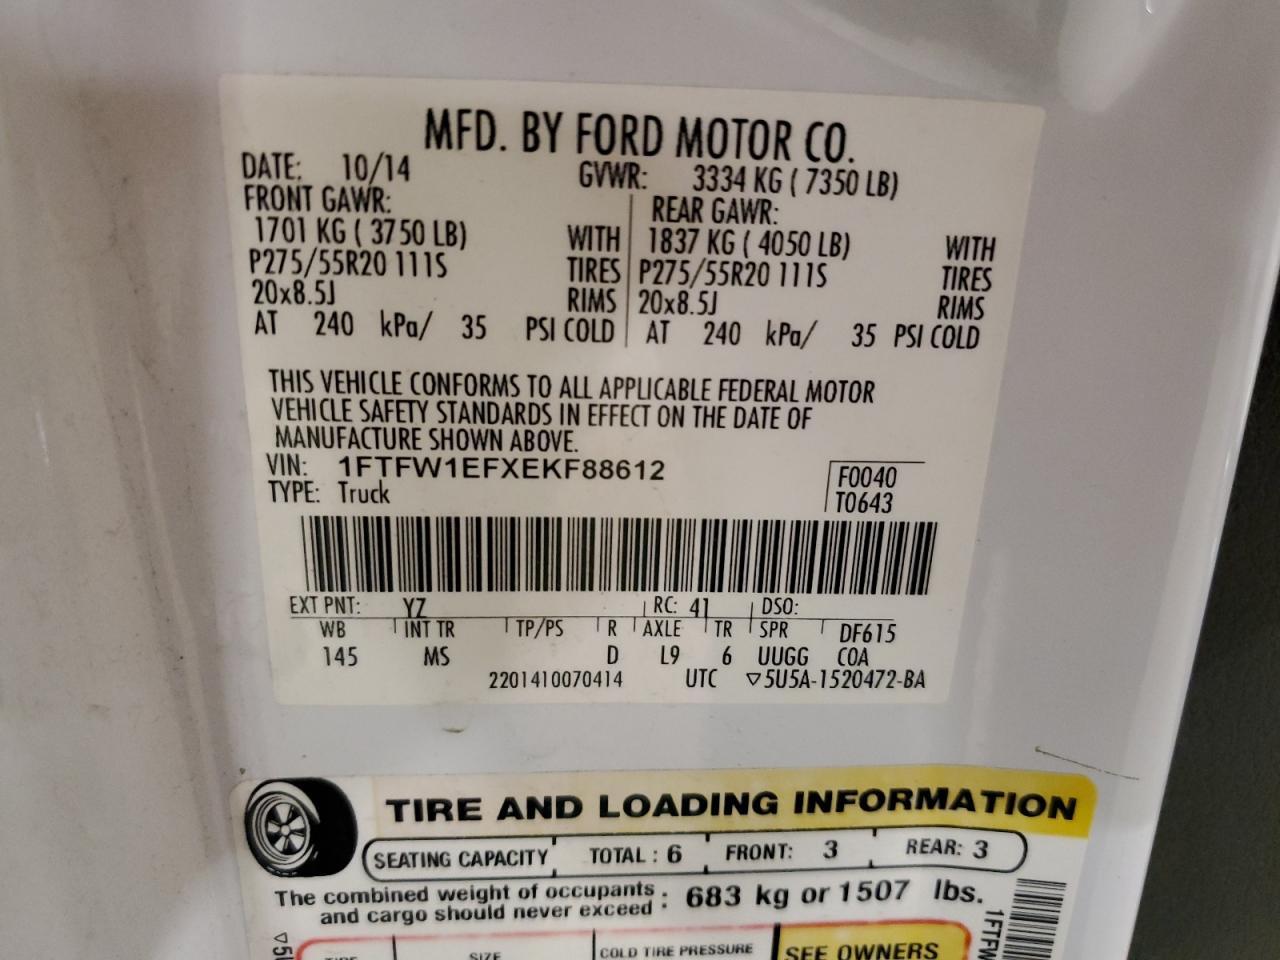 MFD. BY FORD MOTOR CO.
DATE: 10/14 GVWR: 3334 KG ( 7350 LB)
FRONT GAWR: REAR GAWR:
1701 KG ( 3750 LB) WITH 1837 KG ( 4050 LB) WITH
P275/55R20 111S TIRES P275/55R20 111S TIRES
20x8.5J RIMS 20x8.5J RIMS
AT 240 kPa/ 35 PSI COLD AT 240 kPa/ 35 PSI COLD
THIS VEHICLE CONFORMS TO ALL APPLICABLE FEDERAL MOTOR
VEHICLE SAFETY STANDARDS IN EFFECT ON THE DATE OF
MANUFACTURE SHOWN ABOVE.
VIN: 1FTFW1EFXEKF88612 F0040
TYPE: Truck T0643
EXT PNT: YZ RC: 41 DSO:
WB INT TR TP/PS R AXLE TR SPR DF615
145 MS D L9 6 UUGG COA
2201410070414 UTC ▽5U5A-1520472-BA
TIRE AND LOADING INFORMATION
SEATING CAPACITY TOTAL : 6 FRONT: 3 REAR: 3
The combined weight of occupants : 683 kg or 1507 lbs.
and cargo should never exceed :
SIZE COLD TIRE PRESSURE SEE OWNERS